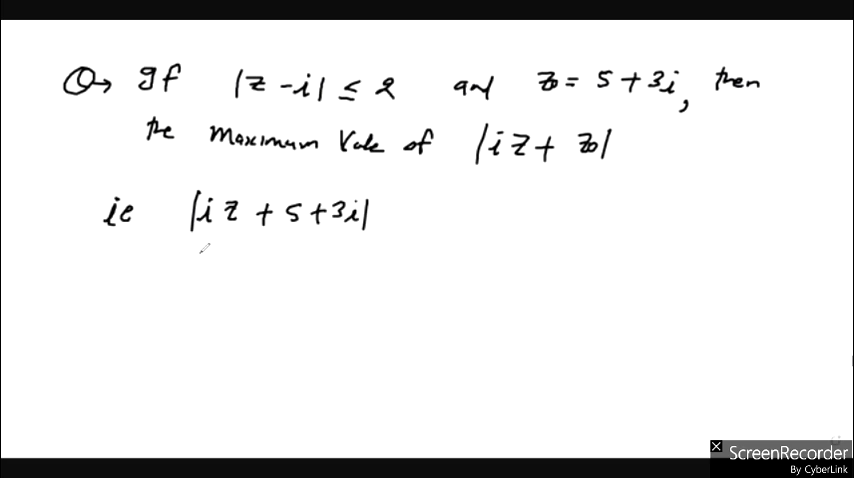 Q→ If |z - i| ≤ 2 and z₀ = 5 + 3i, then
the maximum value of |iz + z₀|
ie |iz + 5 + 3i|
ScreenRecorder
By CyberLink